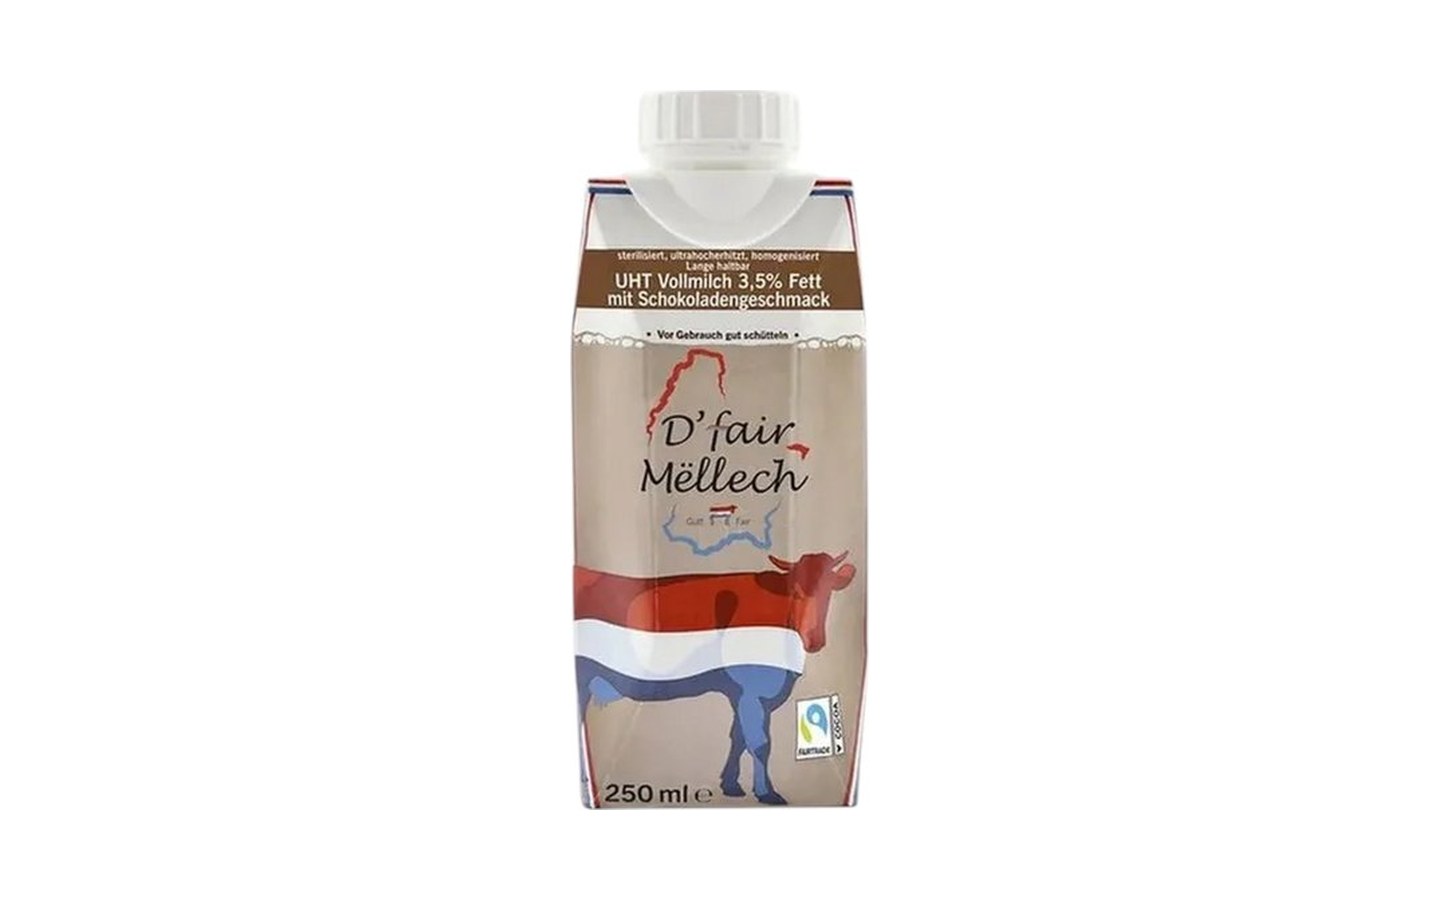 sterilisiert, ultrahocherhitzt, homogenisiert
Lange haltbar
UHT Vollmilch 3,5% Fett
mit Schokoladengeschmack
• Vor Gebrauch gut schütteln •
D'fair
Mëllech
Gutt & Fair
FAIRTRADE
COCOA
250 ml ℮